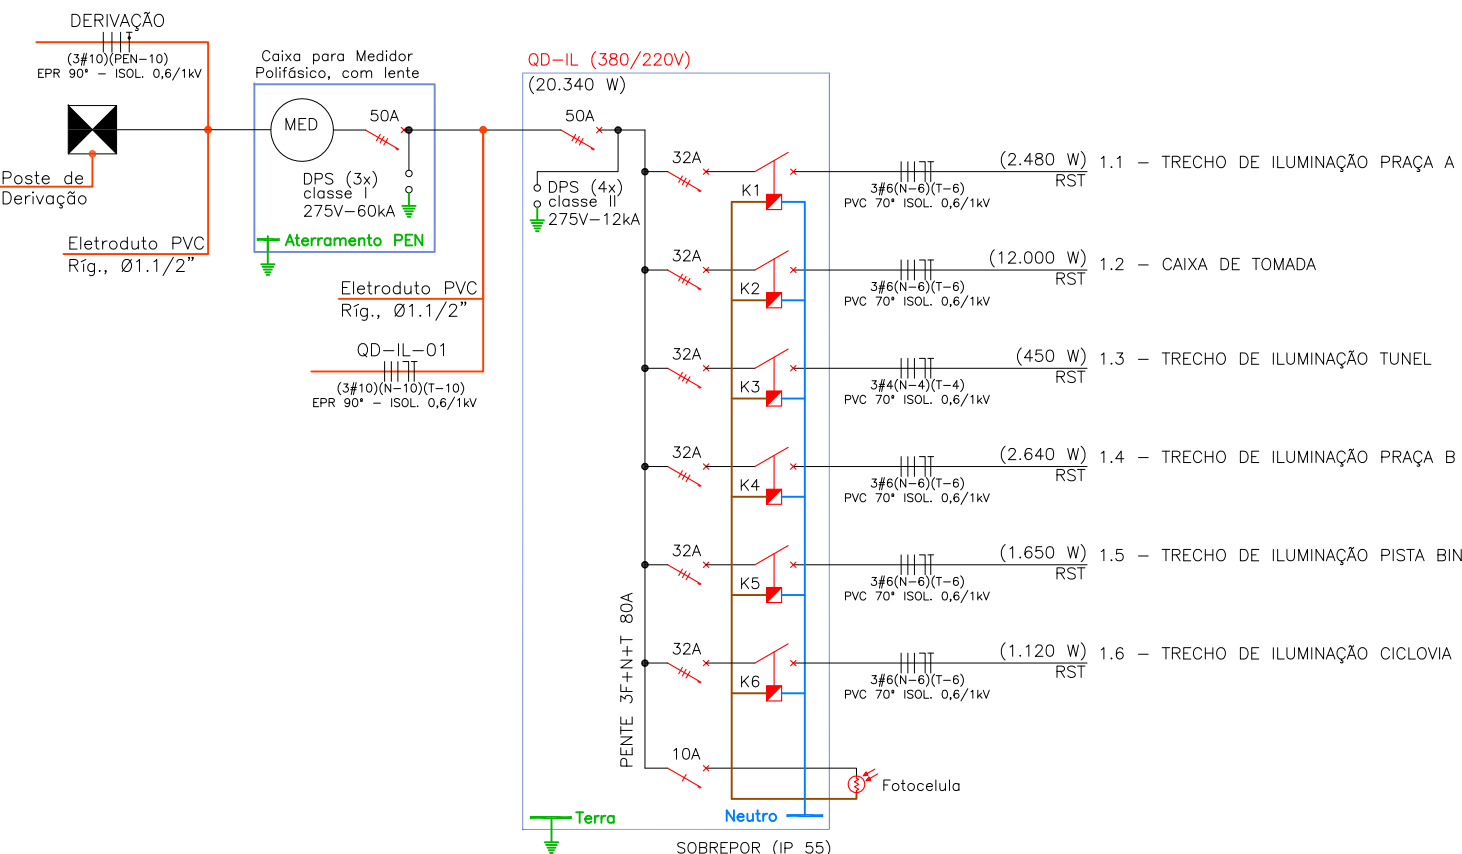 DERIVAÇÃO
(3#10)(PEN-10)
EPR 90° - ISOL. 0,6/1kV
Poste de
Derivação
Eletroduto PVC
Ríg., Ø1.1/2”
Caixa para Medidor
Polifásico, com lente
MED
50A
DPS (3x)
classe I
275V-60kA
Aterramento PEN
Eletroduto PVC
Ríg., Ø1.1/2”
QD-IL-01
(3#10)(N-10)(T-10)
EPR 90° - ISOL. 0,6/1kV
QD-IL (380/220V)
(20.340 W)
50A
DPS (4x)
classe II
275V-12kA
PENTE 3F+N+T 80A
32A
K1
3#6(N-6)(T-6)
PVC 70° ISOL. 0,6/1kV
(2.480 W) 1.1 - TRECHO DE ILUMINAÇÃO PRAÇA A
RST
32A
K2
3#6(N-6)(T-6)
PVC 70° ISOL. 0,6/1kV
(12.000 W) 1.2 - CAIXA DE TOMADA
RST
32A
K3
3#4(N-4)(T-4)
PVC 70° ISOL. 0,6/1kV
(450 W) 1.3 - TRECHO DE ILUMINAÇÃO TUNEL
RST
32A
K4
3#6(N-6)(T-6)
PVC 70° ISOL. 0,6/1kV
(2.640 W) 1.4 - TRECHO DE ILUMINAÇÃO PRAÇA B
RST
32A
K5
3#6(N-6)(T-6)
PVC 70° ISOL. 0,6/1kV
(1.650 W) 1.5 - TRECHO DE ILUMINAÇÃO PISTA BIN
RST
32A
K6
3#6(N-6)(T-6)
PVC 70° ISOL. 0,6/1kV
(1.120 W) 1.6 - TRECHO DE ILUMINAÇÃO CICLOVIA
RST
10A
Fotocelula
Terra
Neutro
SOBREPOR (IP 55)